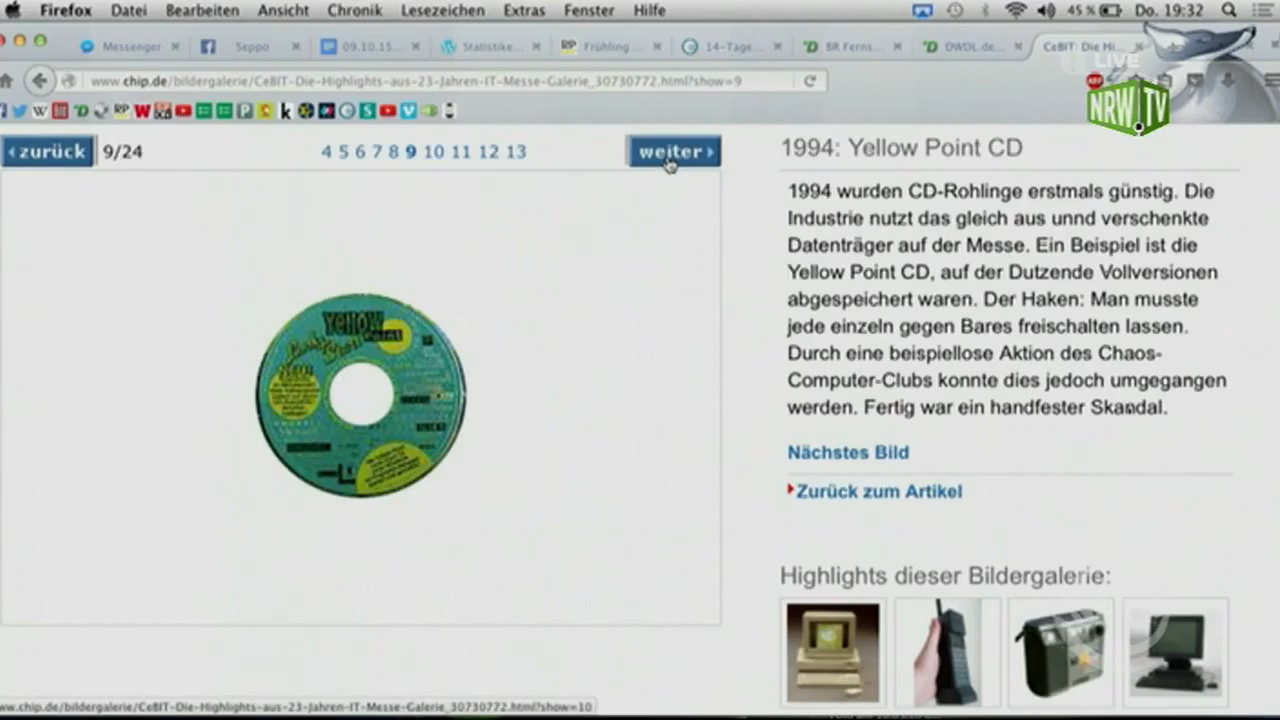 Firefox Datei Bearbeiten Ansicht Chronik Lesezeichen Extras Fenster Hilfe 45 % Do. 19:32
Messenger Seppo 09.10.15... Statistike... Frühling ... 14-Tage... BR Ferns... DWDL.de... CeBIT: Die Hi...
LIVE
www.chip.de/bildergalerie/CeBIT-Die-Highlights-aus-23-Jahren-IT-Messe-Galerie_30730772.html?show=9
NRW.TV
zurück 9/24 4 5 6 7 8 9 10 11 12 13 weiter
1994: Yellow Point CD
1994 wurden CD-Rohlinge erstmals günstig. Die
Industrie nutzt das gleich aus unnd verschenkte
Datenträger auf der Messe. Ein Beispiel ist die
Yellow Point CD, auf der Dutzende Vollversionen
abgespeichert waren. Der Haken: Man musste
jede einzeln gegen Bares freischalten lassen.
Durch eine beispiellose Aktion des Chaos-
Computer-Clubs konnte dies jedoch umgegangen
werden. Fertig war ein handfester Skandal.
Yellow
Point
Nächstes Bild
Zurück zum Artikel
Highlights dieser Bildergalerie:
ww.chip.de/bildergalerie/CeBIT-Die-Highlights-aus-23-Jahren-IT-Messe-Galerie_30730772.html?show=10